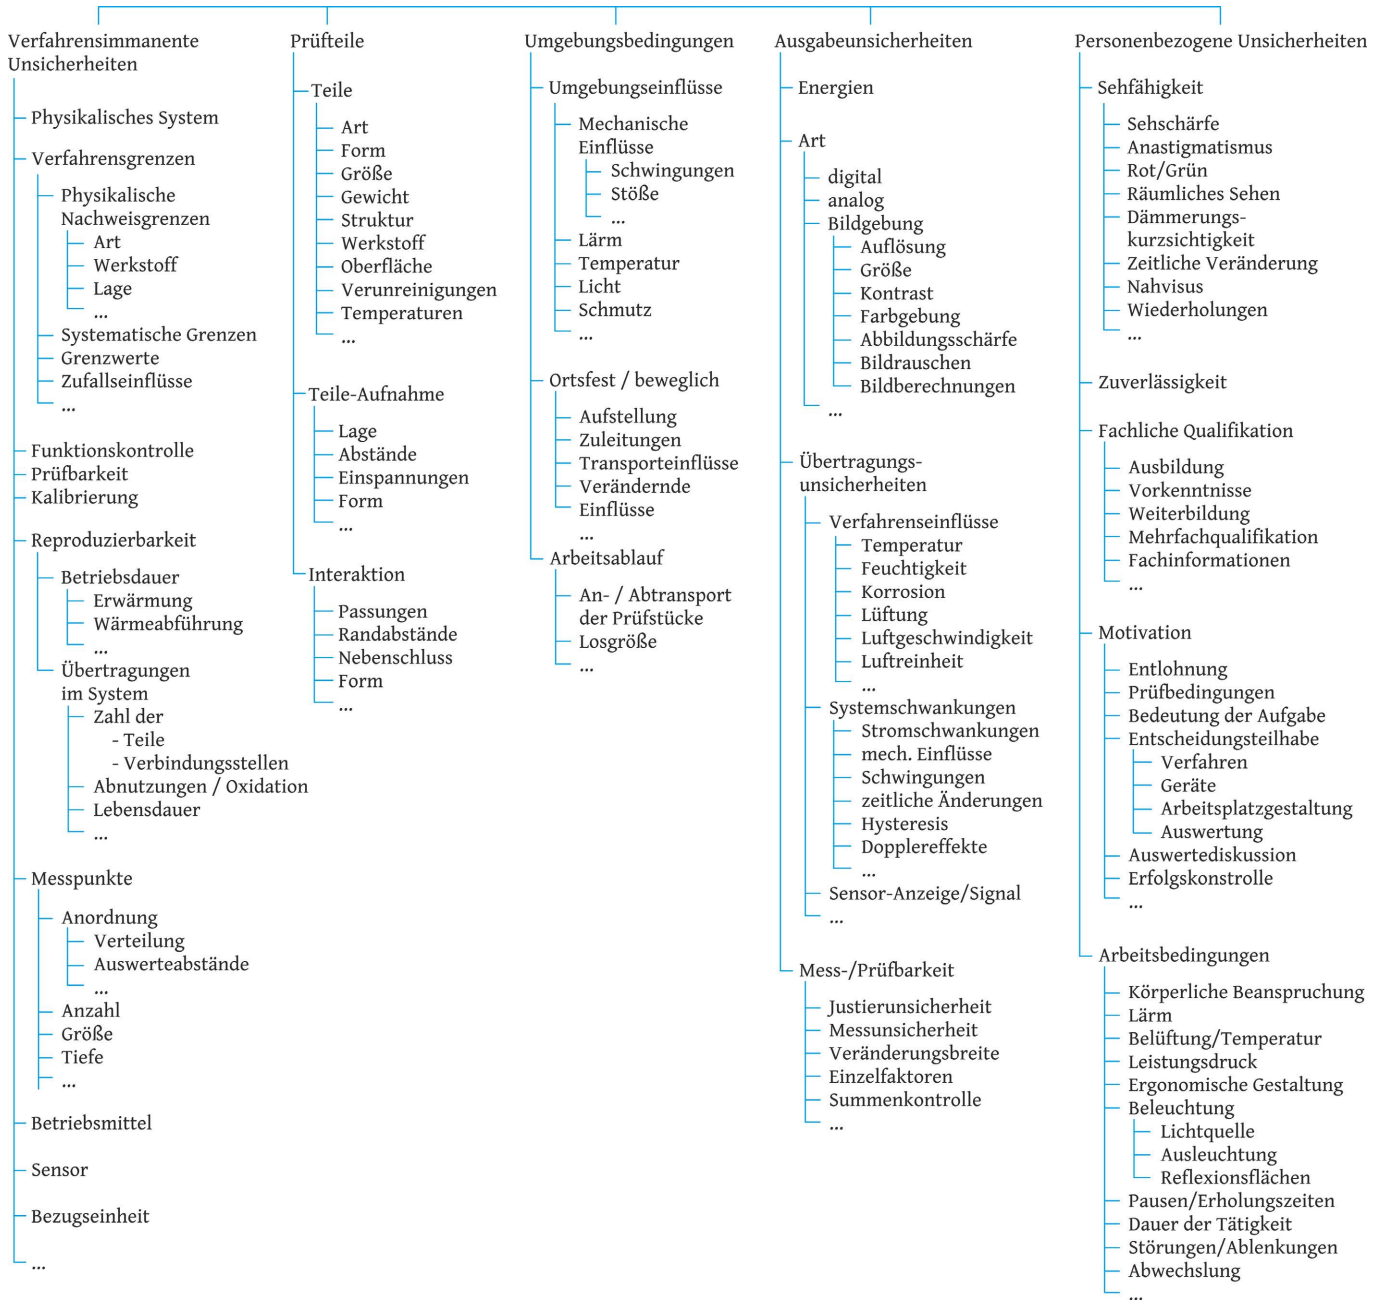 Verfahrensimmanente
Unsicherheiten
Physikalisches System
Verfahrensgrenzen
Physikalische
Nachweisgrenzen
Art
Werkstoff
Lage
...
Systematische Grenzen
Grenzwerte
Zufallseinflüsse
...
Funktionskontrolle
Prüfbarkeit
Kalibrierung
Reproduzierbarkeit
Betriebsdauer
Erwärmung
Wärmeabführung
...
Übertragungen
im System
Zahl der
- Teile
- Verbindungsstellen
Abnutzungen / Oxidation
Lebensdauer
...
Messpunkte
Anordnung
Verteilung
Auswerteabstände
...
Anzahl
Größe
Tiefe
...
Betriebsmittel
Sensor
Bezugseinheit
...
Prüfteile
Teile
Art
Form
Größe
Gewicht
Struktur
Werkstoff
Oberfläche
Verunreinigungen
Temperaturen
...
Teile-Aufnahme
Lage
Abstände
Einspannungen
Form
...
Interaktion
Passungen
Randabstände
Nebenschluss
Form
...
Umgebungsbedingungen
Umgebungseinflüsse
Mechanische
Einflüsse
Schwingungen
Stöße
...
Lärm
Temperatur
Licht
Schmutz
...
Ortsfest / beweglich
Aufstellung
Zuleitungen
Transporteinflüsse
Verändernde
Einflüsse
...
Arbeitsablauf
An- / Abtransport
der Prüfstücke
Losgröße
...
Ausgabeunsicherheiten
Energien
Art
digital
analog
Bildgebung
Auflösung
Größe
Kontrast
Farbgebung
Abbildungsschärfe
Bildrauschen
Bildberechnungen
...
Übertragungs-
unsicherheiten
Verfahrenseinflüsse
Temperatur
Feuchtigkeit
Korrosion
Lüftung
Luftgeschwindigkeit
Luftreinheit
...
Systemschwankungen
Stromschwankungen
mech. Einflüsse
Schwingungen
zeitliche Änderungen
Hysteresis
Dopplereffekte
...
Sensor-Anzeige/Signal
...
Mess-/Prüfbarkeit
Justierunsicherheit
Messunsicherheit
Veränderungsbreite
Einzelfaktoren
Summenkontrolle
...
Personenbezogene Unsicherheiten
Sehfähigkeit
Sehschärfe
Anastigmatismus
Rot/Grün
Räumliches Sehen
Dämmerungs-
kurzsichtigkeit
Zeitliche Veränderung
Nahvisus
Wiederholungen
...
Zuverlässigkeit
Fachliche Qualifikation
Ausbildung
Vorkenntnisse
Weiterbildung
Mehrfachqualifikation
Fachinformationen
...
Motivation
Entlohnung
Prüfbedingungen
Bedeutung der Aufgabe
Entscheidungsteilhabe
Verfahren
Geräte
Arbeitsplatzgestaltung
Auswertung
Auswertediskussion
Erfolgskonstrolle
...
Arbeitsbedingungen
Körperliche Beanspruchung
Lärm
Belüftung/Temperatur
Leistungsdruck
Ergonomische Gestaltung
Beleuchtung
Lichtquelle
Ausleuchtung
Reflexionsflächen
Pausen/Erholungszeiten
Dauer der Tätigkeit
Störungen/Ablenkungen
Abwechslung
...